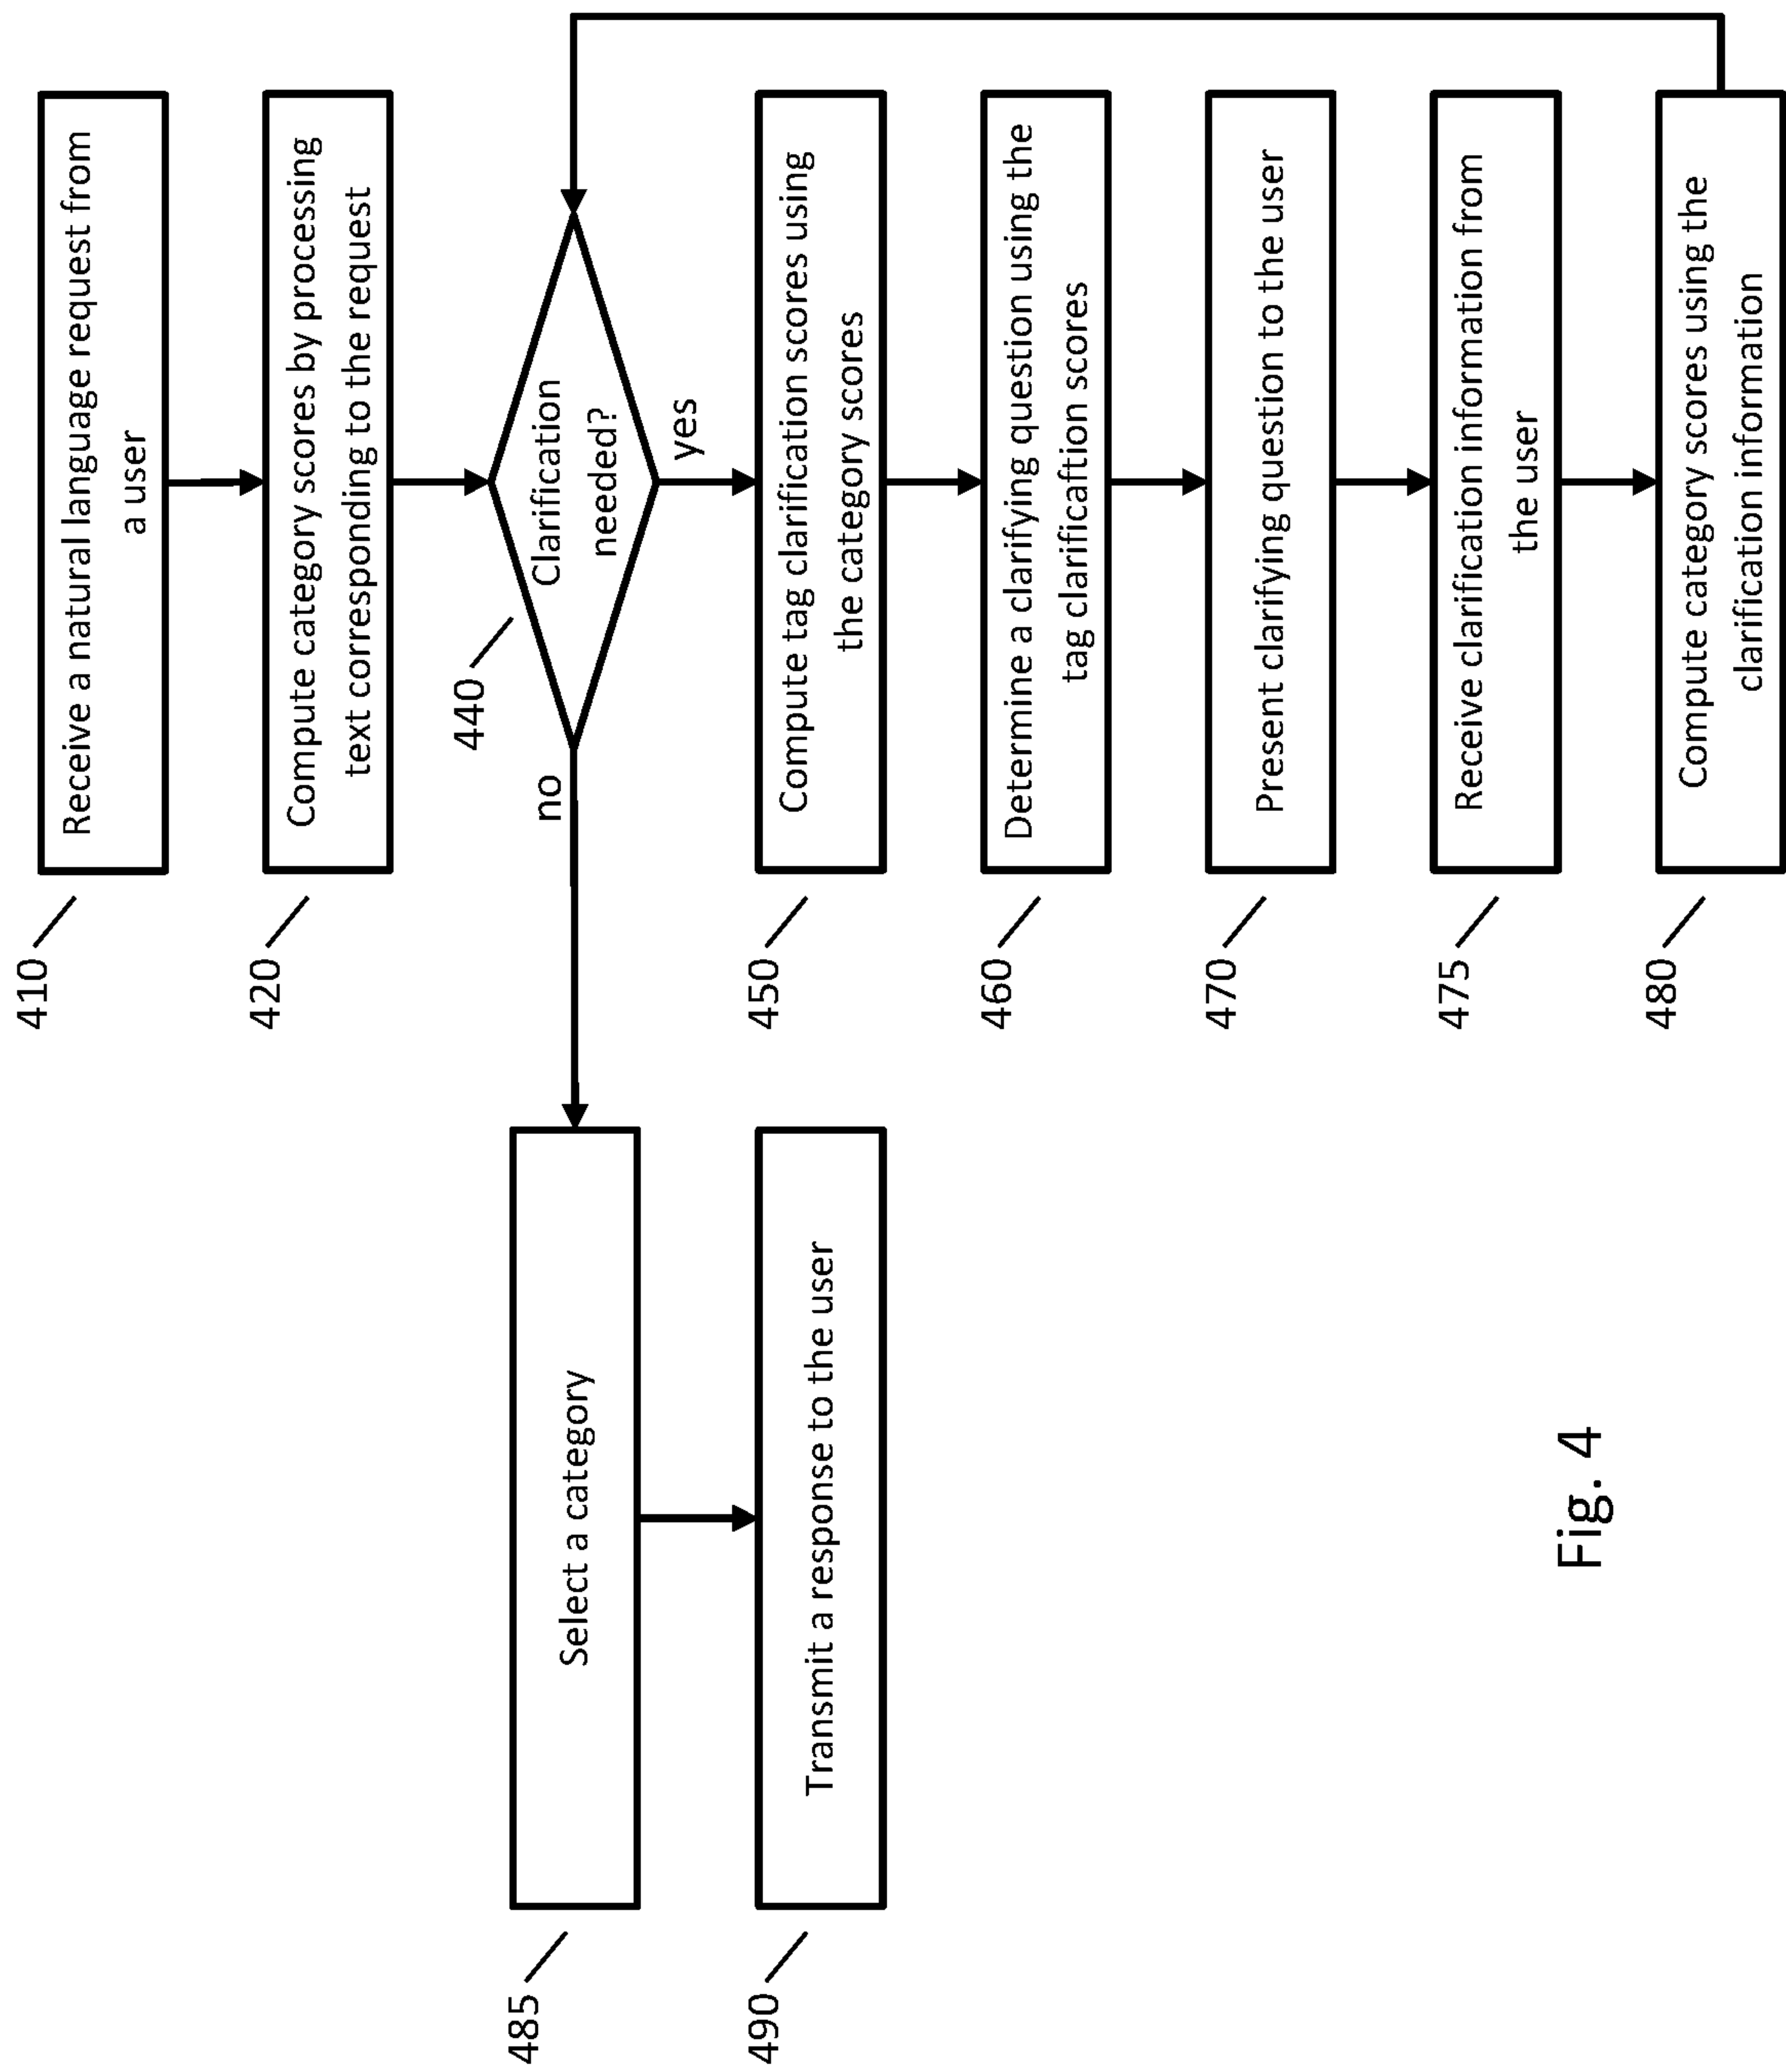 410
Receive a natural language request from
a user
420
Compute category scores by processing
text corresponding to the request
440
Clarification
needed?
no
yes
485
Select a category
490
Transmit a response to the user
450
Compute tag clarification scores using
the category scores
460
Determine a clarifying question using the
tag clarificaftion scores
470
Present clarifying question to the user
475
Receive clarification information from
the user
480
Compute category scores using the
clarification information
Fig. 4